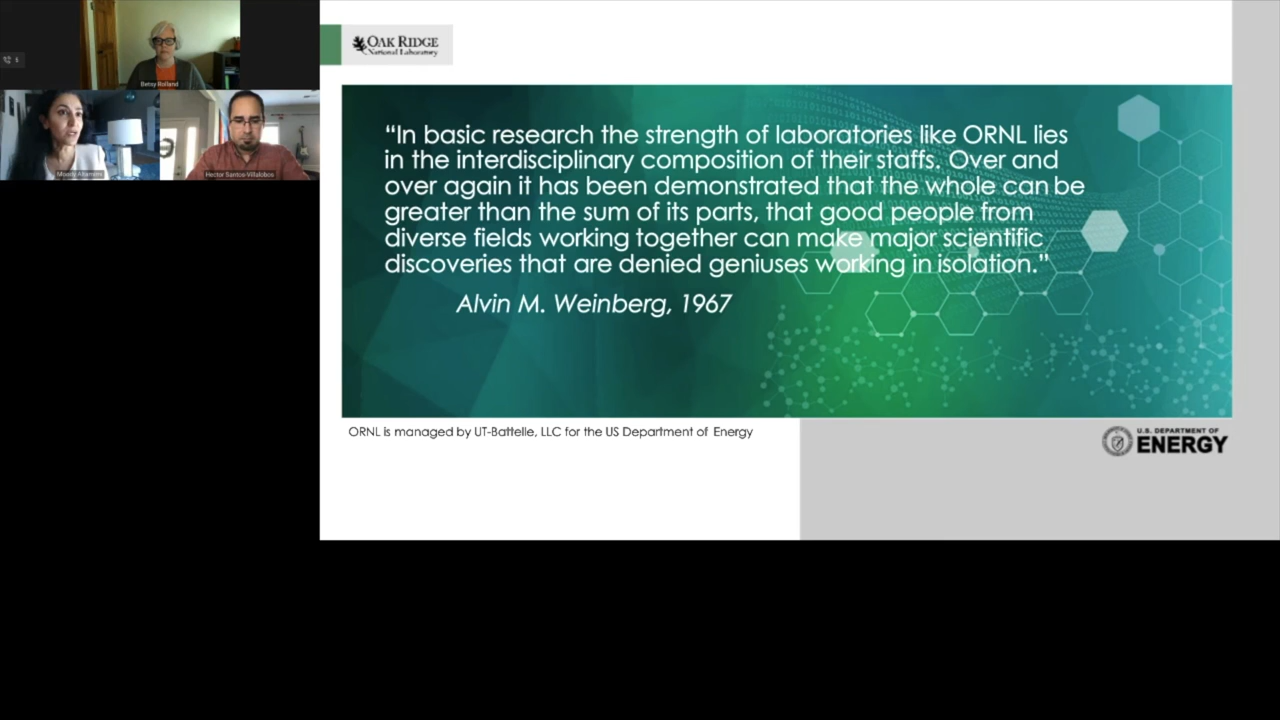 Betsy Rolland
Hector Santos-Villalobos
OAK RIDGE
National Laboratory
“In basic research the strength of laboratories like ORNL lies
in the interdisciplinary composition of their staffs. Over and
over again it has been demonstrated that the whole can be
greater than the sum of its parts, that good people from
diverse fields working together can make major scientific
discoveries that are denied geniuses working in isolation.”
Alvin M. Weinberg, 1967
ORNL is managed by UT-Battelle, LLC for the US Department of Energy
U.S. DEPARTMENT OF
ENERGY